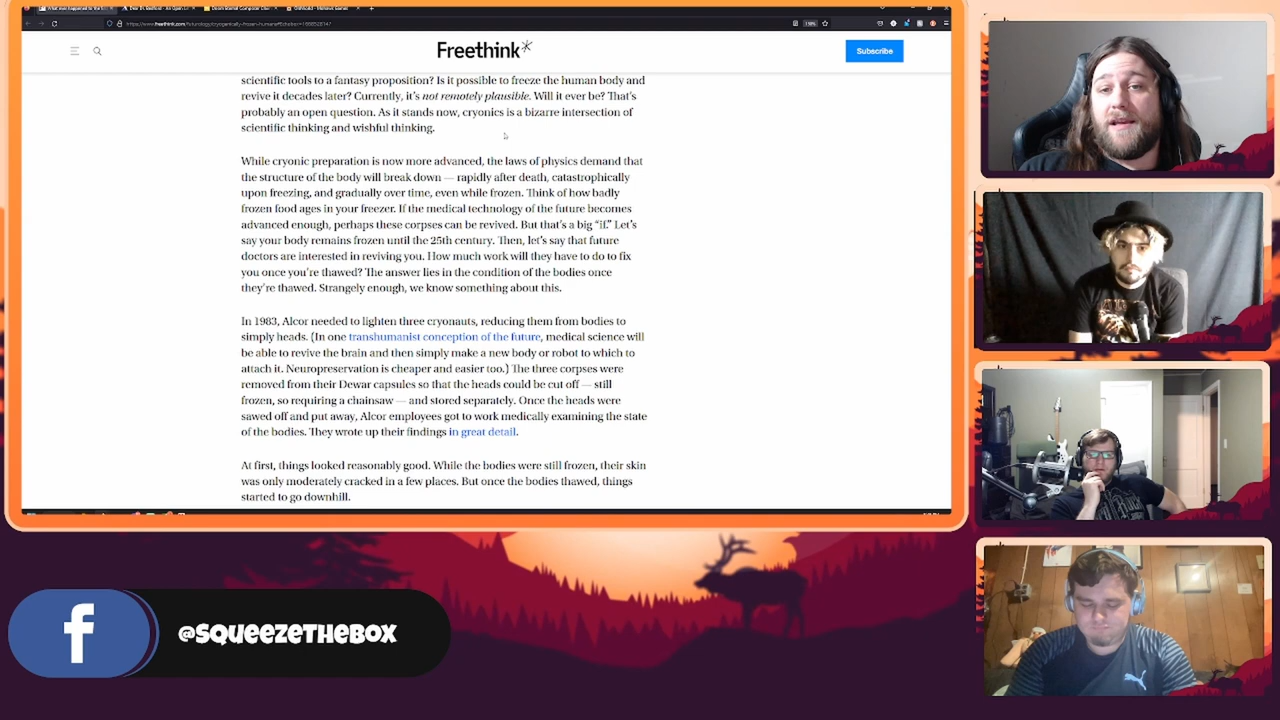 https://www.freethink.com/futurology/cryogenically-frozen-humans
Freethink*
Subscribe
scientific tools to a fantasy proposition? Is it possible to freeze the human body and
revive it decades later? Currently, it's not remotely plausible. Will it ever be? That's
probably an open question. As it stands now, cryonics is a bizarre intersection of
scientific thinking and wishful thinking.
While cryonic preparation is now more advanced, the laws of physics demand that
the structure of the body will break down — rapidly after death, catastrophically
upon freezing, and gradually over time, even while frozen. Think of how badly
frozen food ages in your freezer. If the medical technology of the future becomes
advanced enough, perhaps these corpses can be revived. But that's a big “if.” Let's
say your body remains frozen until the 25th century. Then, let's say that future
doctors are interested in reviving you. How much work will they have to do to fix
you once you're thawed? The answer lies in the condition of the bodies once
they're thawed. Strangely enough, we know something about this.
In 1983, Alcor needed to lighten three cryonauts, reducing them from bodies to
simply heads. (In one transhumanist conception of the future, medical science will
be able to revive the brain and then simply make a new body or robot to which to
attach it. Neuropreservation is cheaper and easier too.) The three corpses were
removed from their Dewar capsules so that the heads could be cut off — still
frozen, so requiring a chainsaw — and stored separately. Once the heads were
sawed off and put away, Alcor employees got to work medically examining the state
of the bodies. They wrote up their findings in great detail.
At first, things looked reasonably good. While the bodies were still frozen, their skin
was only moderately cracked in a few places. But once the bodies thawed, things
started to go downhill.
f
@SQUEEZETHEBOX